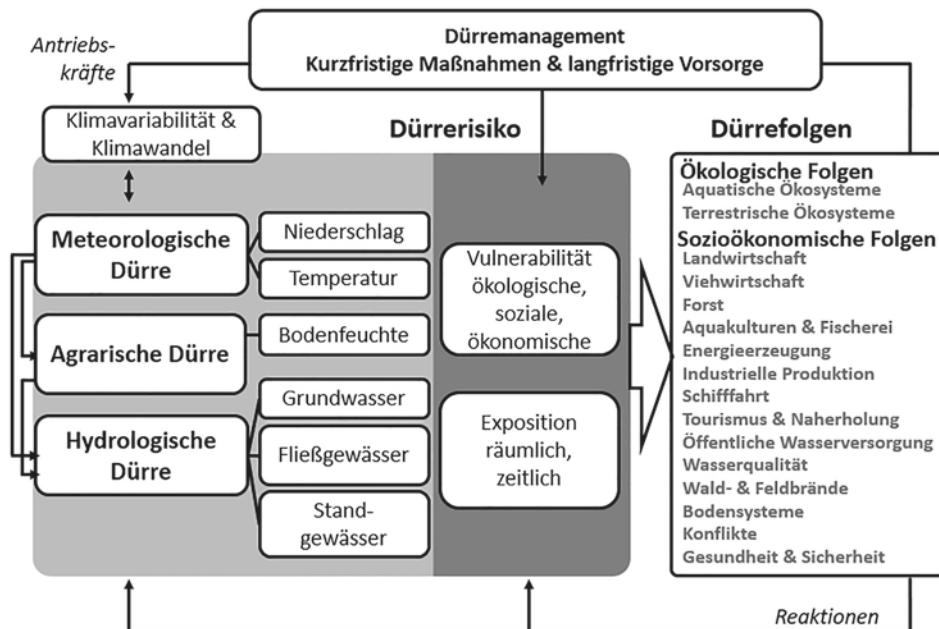 Dürremanagement
Kurzfristige Maßnahmen & langfristige Vorsorge
Antriebs-
kräfte
Klimavariabilität &
Klimawandel
Dürrerisiko
Dürrefolgen
Meteorologische
Dürre
Niederschlag
Temperatur
Agrarische Dürre
Bodenfeuchte
Hydrologische
Dürre
Grundwasser
Fließgewässer
Stand-
gewässer
Vulnerabilität
ökologische,
soziale,
ökonomische
Exposition
räumlich,
zeitlich
Ökologische Folgen
Aquatische Ökosysteme
Terrestrische Ökosysteme
Sozioökonomische Folgen
Landwirtschaft
Viehwirtschaft
Forst
Aquakulturen & Fischerei
Energieerzeugung
Industrielle Produktion
Schifffahrt
Tourismus & Naherholung
Öffentliche Wasserversorgung
Wasserqualität
Wald- & Feldbrände
Bodensysteme
Konflikte
Gesundheit & Sicherheit
Reaktionen